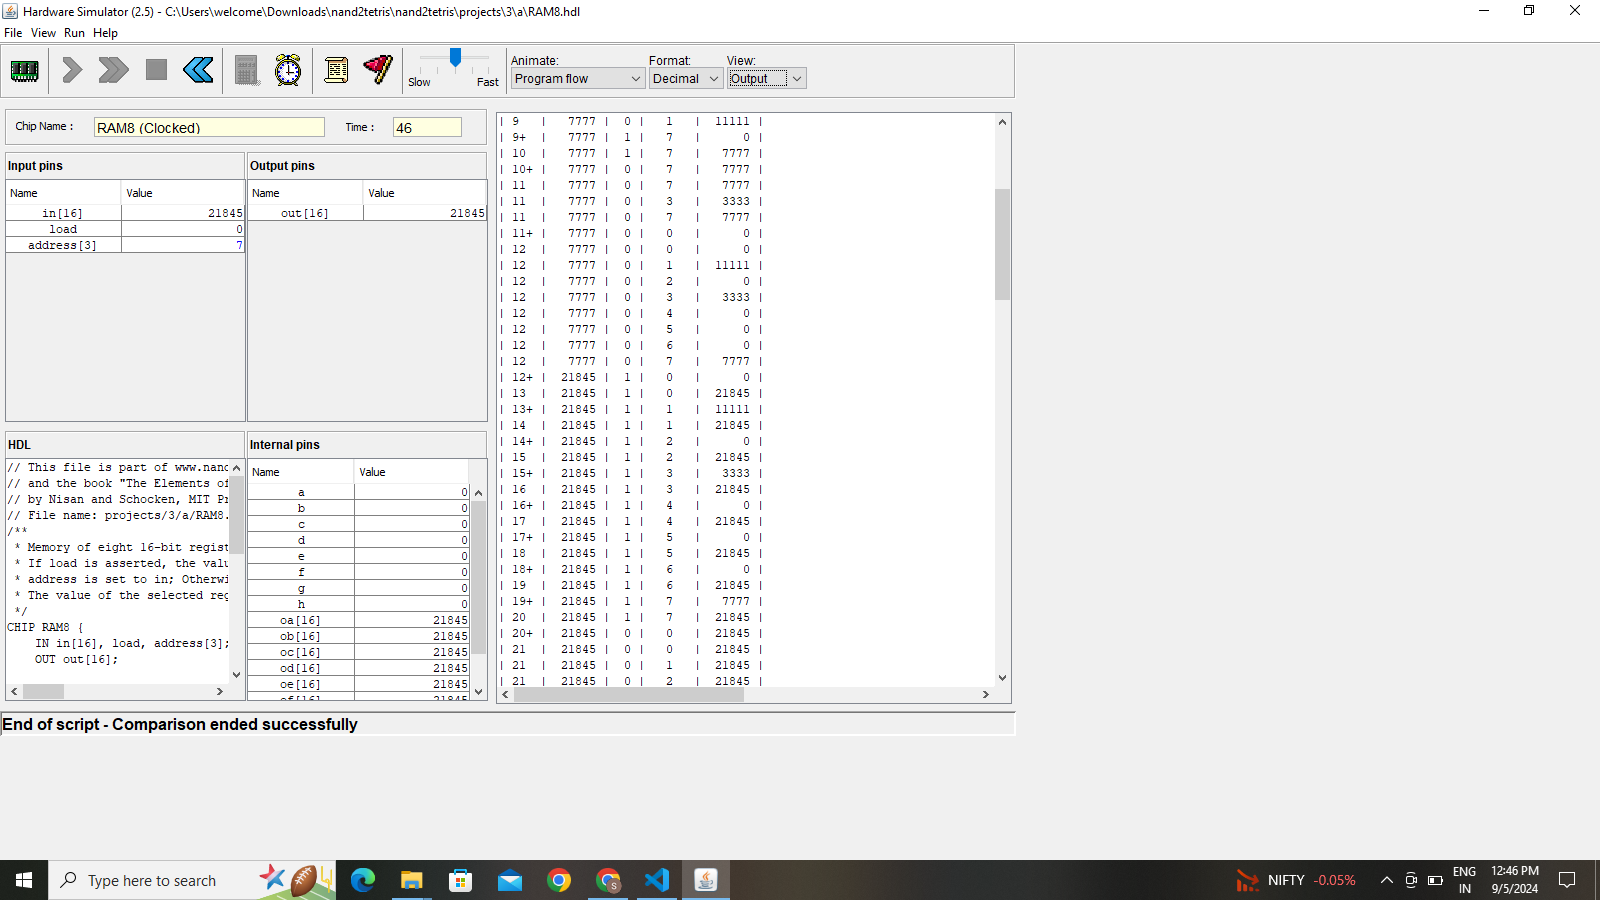 Hardware Simulator (2.5) - C:\Users\welcome\Downloads\nand2tetris\nand2tetris\projects\3\a\RAM8.hdl
File View Run Help
Slow Fast
Animate: Format: View:
Program flow Decimal Output
Chip Name : RAM8 (Clocked) Time : 46
Input pins
Name Value
in[16] 21845
load 0
address[3] 7
Output pins
Name Value
out[16] 21845
HDL
// This file is part of www.nand
// and the book "The Elements of
// by Nisan and Schocken, MIT Pr
// File name: projects/3/a/RAM8.
/**
* Memory of eight 16-bit regist
* If load is asserted, the valu
* address is set to in; Otherwi
* The value of the selected reg
*/
CHIP RAM8 {
IN in[16], load, address[3];
OUT out[16];
Internal pins
Name Value
a 0
b 0
c 0
d 0
e 0
f 0
g 0
h 0
oa[16] 21845
ob[16] 21845
oc[16] 21845
od[16] 21845
oe[16] 21845
of[16] 21845
| 9 | 7777 | 0 | 1 | 11111 |
| 9+ | 7777 | 1 | 7 | 0 |
| 10 | 7777 | 1 | 7 | 7777 |
| 10+ | 7777 | 0 | 7 | 7777 |
| 11 | 7777 | 0 | 7 | 7777 |
| 11 | 7777 | 0 | 3 | 3333 |
| 11 | 7777 | 0 | 7 | 7777 |
| 11+ | 7777 | 0 | 0 | 0 |
| 12 | 7777 | 0 | 0 | 0 |
| 12 | 7777 | 0 | 1 | 11111 |
| 12 | 7777 | 0 | 2 | 0 |
| 12 | 7777 | 0 | 3 | 3333 |
| 12 | 7777 | 0 | 4 | 0 |
| 12 | 7777 | 0 | 5 | 0 |
| 12 | 7777 | 0 | 6 | 0 |
| 12 | 7777 | 0 | 7 | 7777 |
| 12+ | 21845 | 1 | 0 | 0 |
| 13 | 21845 | 1 | 0 | 21845 |
| 13+ | 21845 | 1 | 1 | 11111 |
| 14 | 21845 | 1 | 1 | 21845 |
| 14+ | 21845 | 1 | 2 | 0 |
| 15 | 21845 | 1 | 2 | 21845 |
| 15+ | 21845 | 1 | 3 | 3333 |
| 16 | 21845 | 1 | 3 | 21845 |
| 16+ | 21845 | 1 | 4 | 0 |
| 17 | 21845 | 1 | 4 | 21845 |
| 17+ | 21845 | 1 | 5 | 0 |
| 18 | 21845 | 1 | 5 | 21845 |
| 18+ | 21845 | 1 | 6 | 0 |
| 19 | 21845 | 1 | 6 | 21845 |
| 19+ | 21845 | 1 | 7 | 7777 |
| 20 | 21845 | 1 | 7 | 21845 |
| 20+ | 21845 | 0 | 0 | 21845 |
| 21 | 21845 | 0 | 0 | 21845 |
| 21 | 21845 | 0 | 1 | 21845 |
| 21 | 21845 | 0 | 2 | 21845 |
End of script - Comparison ended successfully
Type here to search
S
NIFTY -0.05%
ENG
IN
12:46 PM
9/5/2024